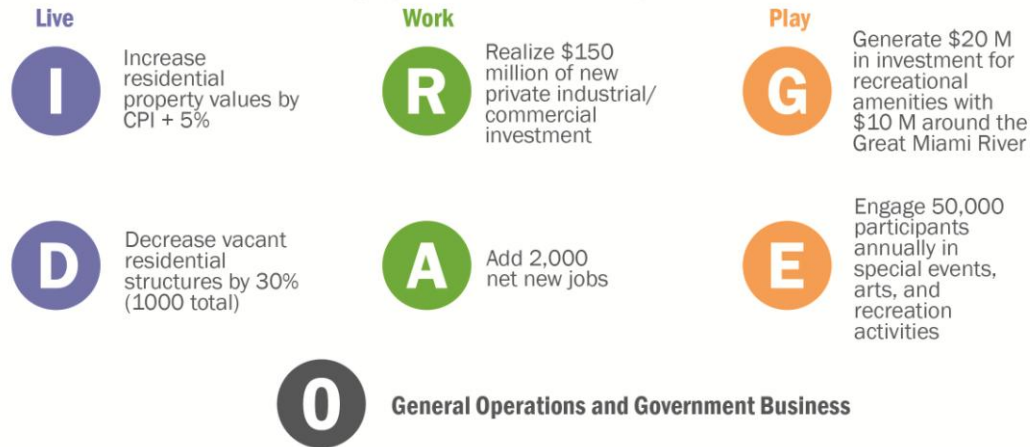 Live
I
Increase
residential
property values by
CPI + 5%
D
Decrease vacant
residential
structures by 30%
(1000 total)
Work
R
Realize $150
million of new
private industrial/
commercial
investment
A
Add 2,000
net new jobs
Play
G
Generate $20 M
in investment for
recreational
amenities with
$10 M around the
Great Miami River
E
Engage 50,000
participants
annually in
special events,
arts, and
recreation
activities
O
General Operations and Government Business